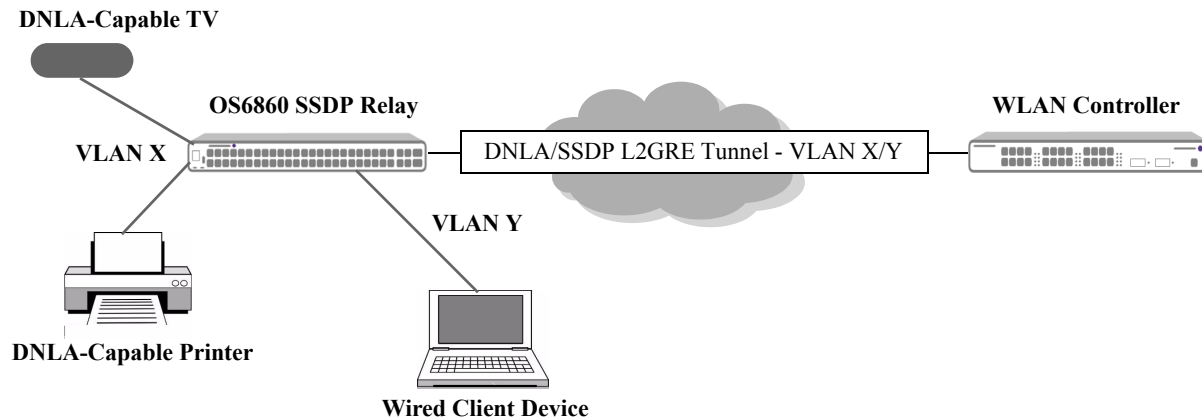 DNLA-Capable TV
OS6860 SSDP Relay
WLAN Controller
VLAN X
DNLA/SSDP L2GRE Tunnel - VLAN X/Y
VLAN Y
DNLA-Capable Printer
Wired Client Device